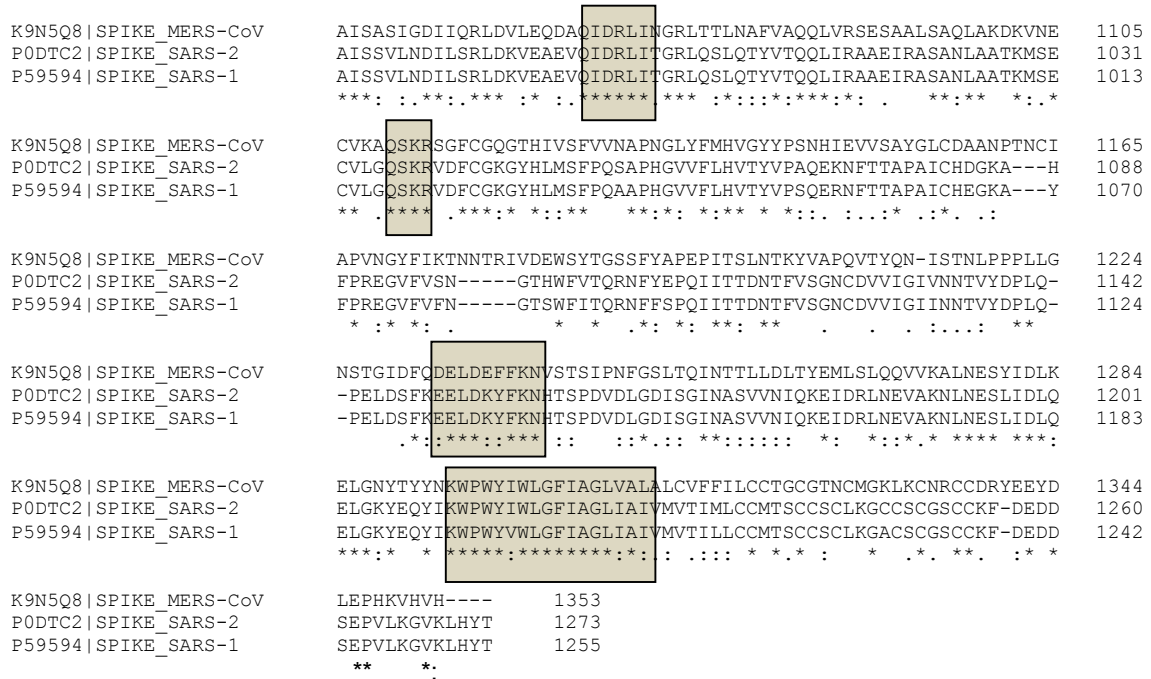 K9N5Q8|SPIKE_MERS-CoV AISASIGDIIQRLDVLEQDAQIDRLINGRLTTLNAFVAQQLVRSESAALSAQLAKDKVNE 1105
P0DTC2|SPIKE_SARS-2 AISSVLNDILSRLDKVEAEVQIDRLITGRLQSLQTYVTQQLIRAAEIRASANLAATKMSE 1031
P59594|SPIKE_SARS-1 AISSVLNDILSRLDKVEAEVQIDRLITGRLQSLQTYVTQQLIRAAEIRASANLAATKMSE 1013
***: :.**:.*** :* :.******.*** :*:::*:***:*: . **:** *:.*
K9N5Q8|SPIKE_MERS-CoV CVKAQSKRSGFCGQGTHIVSFVVNAPNGLYFMHVGYYPSNHIEVVSAYGLCDAANPTNCI 1165
P0DTC2|SPIKE_SARS-2 CVLGQSKRVDFCGKGYHLMSFPQSAPHGVVFLHVTYVPAQEKNFTTAPAICHDGKA---H 1088
P59594|SPIKE_SARS-1 CVLGQSKRVDFCGKGYHLMSFPQAAPHGVVFLHVTYVPSQERNFTTAPAICHEGKA---Y 1070
** .**** .***:* *::** **:*: *:** * *::. ..:* .:*. .:
K9N5Q8|SPIKE_MERS-CoV APVNGYFIKTNNTRIVDEWSYTGSSFYAPEPITSLNTKYVAPQVTYQN-ISTNLPPPLLG 1224
P0DTC2|SPIKE_SARS-2 FPREGVFVSN-----GTHWFVTQRNFYEPQIITTDNTFVSGNCDVVIGIVNNTVYDPLQ- 1142
P59594|SPIKE_SARS-1 FPREGVFVFN-----GTSWFITQRNFFSPQIITTDNTFVSGNCDVVIGIINNTVYDPLQ- 1124
* :* *: . * * .*: *: **: ** . . .: :...: **
K9N5Q8|SPIKE_MERS-CoV NSTGIDFQDELDEFFKNVSTSIPNFGSLTQINTTLLDLTYEMLSLQQVVKALNESYIDLK 1284
P0DTC2|SPIKE_SARS-2 -PELDSFKEELDKYFKNHTSPDVDLGDISGINASVVNIQKEIDRLNEVAKNLNESLIDLQ 1201
P59594|SPIKE_SARS-1 -PELDSFKEELDKYFKNHTSPDVDLGDISGINASVVNIQKEIDRLNEVAKNLNESLIDLQ 1183
.*::***::*** :: ::*.:: **:::::: *: *::*.* **** ***:
K9N5Q8|SPIKE_MERS-CoV ELGNYTYYNKWPWYIWLGFIAGLVALALCVFFILCCTGCGTNCMGKLKCNRCCDRYEEYD 1344
P0DTC2|SPIKE_SARS-2 ELGKYEQYIKWPWYIWLGFIAGLIAIVMVTIMLCCMTSCCSCLKGCCSCGSCCKF-DEDD 1260
P59594|SPIKE_SARS-1 ELGKYEQYIKWPWYVWLGFIAGLIAIVMVTILLCCMTSCCSCLKGACSCGSCCKF-DEDD 1242
***:* * *****:********:*:.: .::: * *.* : * .*. **. :* *
K9N5Q8|SPIKE_MERS-CoV LEPHKVHVH---- 1353
P0DTC2|SPIKE_SARS-2 SEPVLKGVKLHYT 1273
P59594|SPIKE_SARS-1 SEPVLKGVKLHYT 1255
** *: